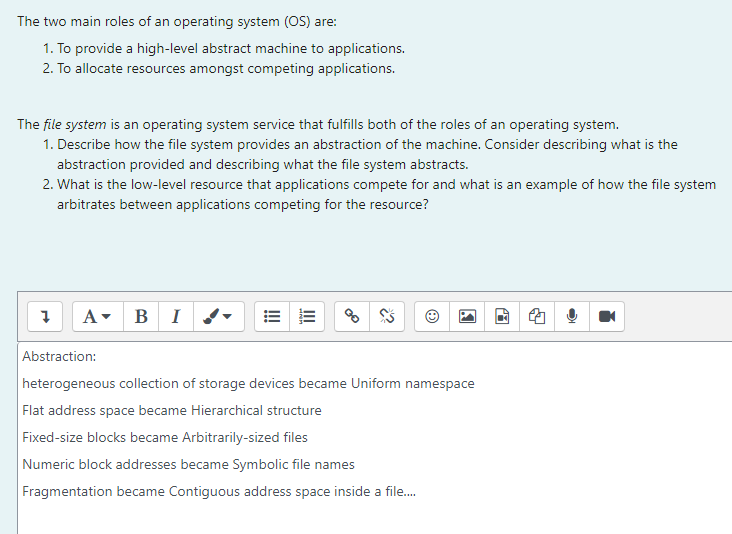 The two main roles of an operating system (OS) are:
1. To provide a high-level abstract machine to applications.
2. To allocate resources amongst competing applications.
The file system is an operating system service that fulfills both of the roles of an operating system.
1. Describe how the file system provides an abstraction of the machine. Consider describing what is the
abstraction provided and describing what the file system abstracts.
2. What is the low-level resource that applications compete for and what is an example of how the file system
arbitrates between applications competing for the resource?
A B I
Abstraction:
heterogeneous collection of storage devices became Uniform namespace
Flat address space became Hierarchical structure
Fixed-size blocks became Arbitrarily-sized files
Numeric block addresses became Symbolic file names
Fragmentation became Contiguous address space inside a file....